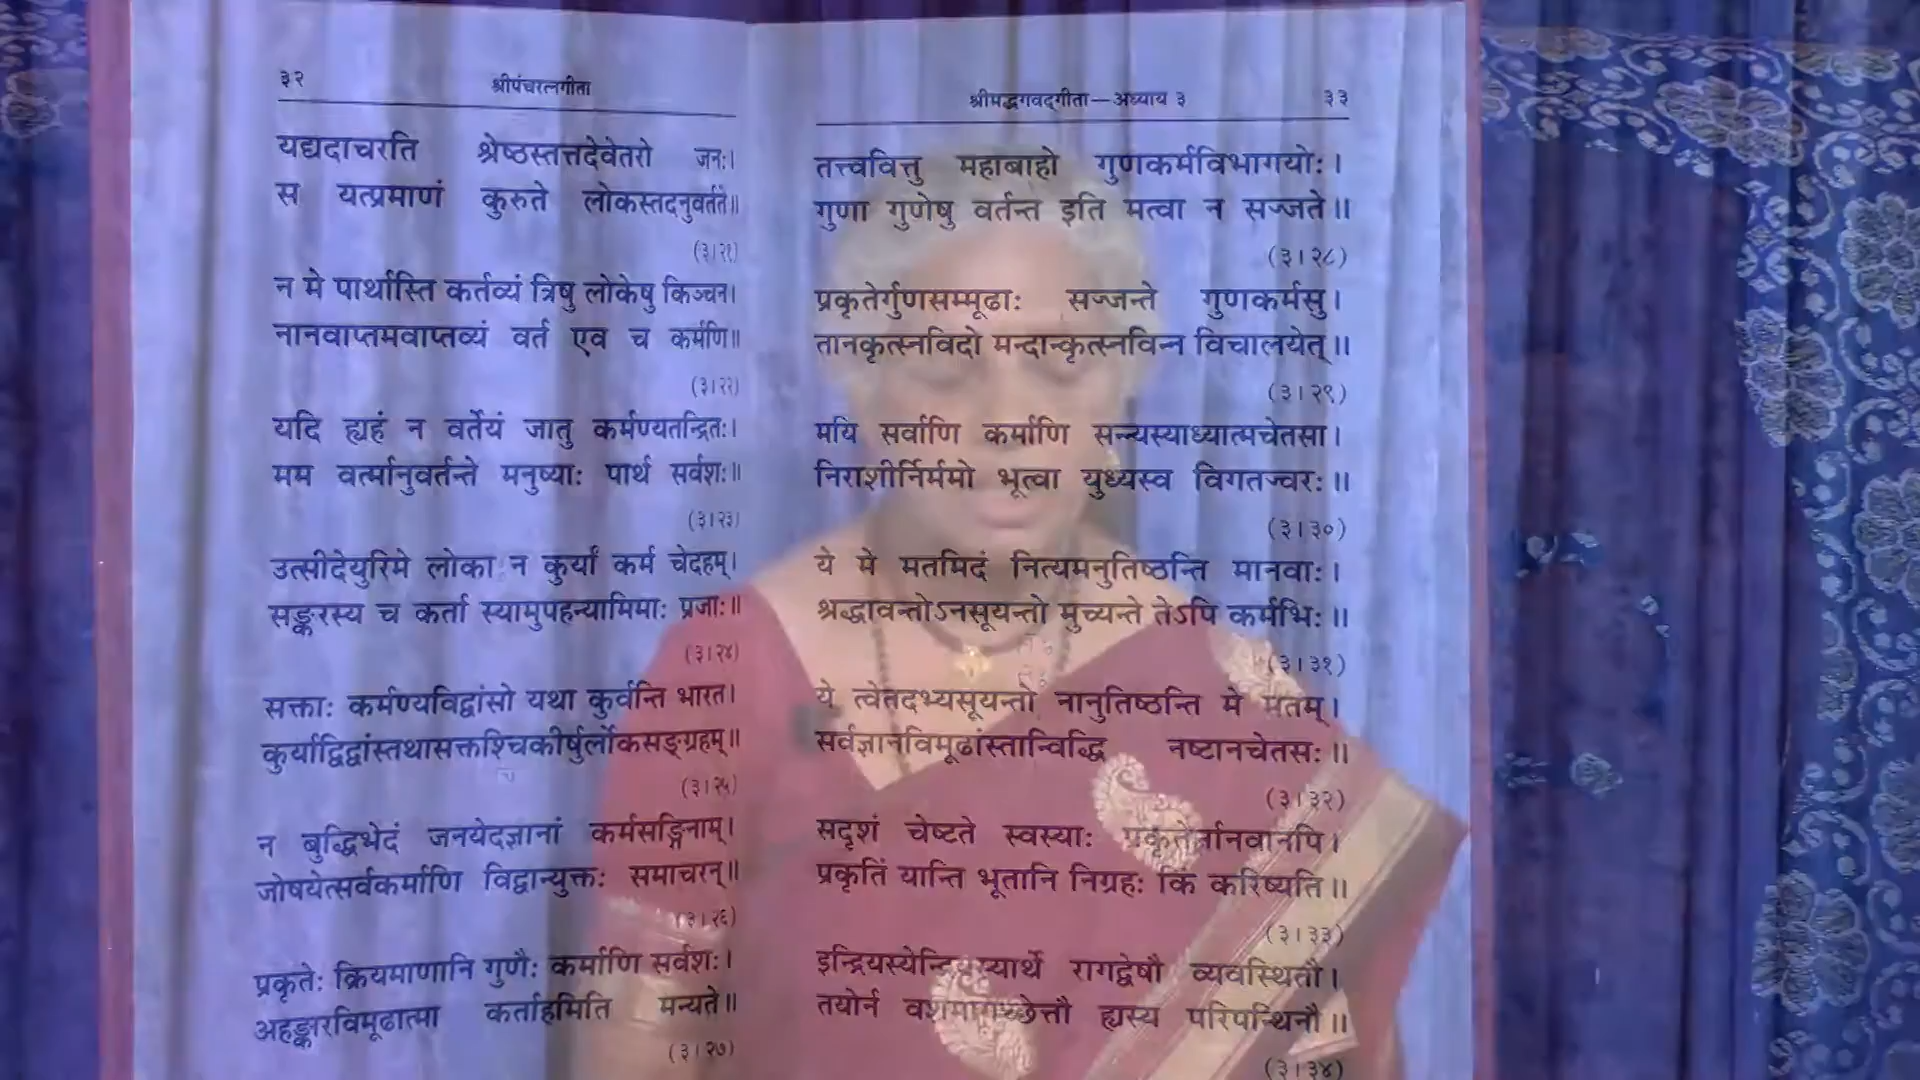 ३२ श्रीपंचरत्नगीता
यद्यदाचरति श्रेष्ठस्तत्तदेवेतरो जनः।
स यत्प्रमाणं कुरुते लोकस्तदनुवर्तते॥
(३।२१)
न मे पार्थास्ति कर्तव्यं त्रिषु लोकेषु किञ्चन।
नानवाप्तमवाप्तव्यं वर्त एव च कर्मणि॥
(३।२२)
यदि ह्यहं न वर्तेयं जातु कर्मण्यतन्द्रितः।
मम वर्त्मानुवर्तन्ते मनुष्याः पार्थ सर्वशः॥
(३।२३)
उत्सीदेयुरिमे लोका न कुर्यां कर्म चेदहम्।
सङ्करस्य च कर्ता स्यामुपहन्यामिमाः प्रजाः॥
(३।२४)
सक्ताः कर्मण्यविद्वांसो यथा कुर्वन्ति भारत।
कुर्याद्विद्वांस्तथासक्तश्चिकीर्षुर्लोकसङ्ग्रहम्॥
(३।२५)
न बुद्धिभेदं जनयेदज्ञानां कर्मसङ्गिनाम्।
जोषयेत्सर्वकर्माणि विद्वान्युक्तः समाचरन्॥
(३।२६)
प्रकृतेः क्रियमाणानि गुणैः कर्माणि सर्वशः।
अहङ्कारविमूढात्मा कर्ताहमिति मन्यते॥
(३।२७)
श्रीमद्भगवद्‌गीता—अध्याय ३ ३३
तत्त्ववित्तु महाबाहो गुणकर्मविभागयोः।
गुणा गुणेषु वर्तन्त इति मत्वा न सज्जते॥
(३।२८)
प्रकृतेर्गुणसम्मूढाः सज्जन्ते गुणकर्मसु।
तानकृत्स्नविदो मन्दान्कृत्स्नविन्न विचालयेत्॥
(३।२९)
मयि सर्वाणि कर्माणि सन्न्यस्याध्यात्मचेतसा।
निराशीर्निर्ममो भूत्वा युध्यस्व विगतज्वरः॥
(३।३०)
ये मे मतमिदं नित्यमनुतिष्ठन्ति मानवाः।
श्रद्धावन्तोऽनसूयन्तो मुच्यन्ते तेऽपि कर्मभिः॥
(३।३१)
ये त्वेतदभ्यसूयन्तो नानुतिष्ठन्ति मे मतम्।
सर्वज्ञानविमूढांस्तान्विद्धि नष्टानचेतसः॥
(३।३२)
सदृशं चेष्टते स्वस्याः प्रकृतेर्ज्ञानवानपि।
प्रकृतिं यान्ति भूतानि निग्रहः किं करिष्यति॥
(३।३३)
इन्द्रियस्येन्द्रियस्यार्थे रागद्वेषौ व्यवस्थितौ।
तयोर्न वशमागच्छेत्तौ ह्यस्य परिपन्थिनौ॥
(३।३४)